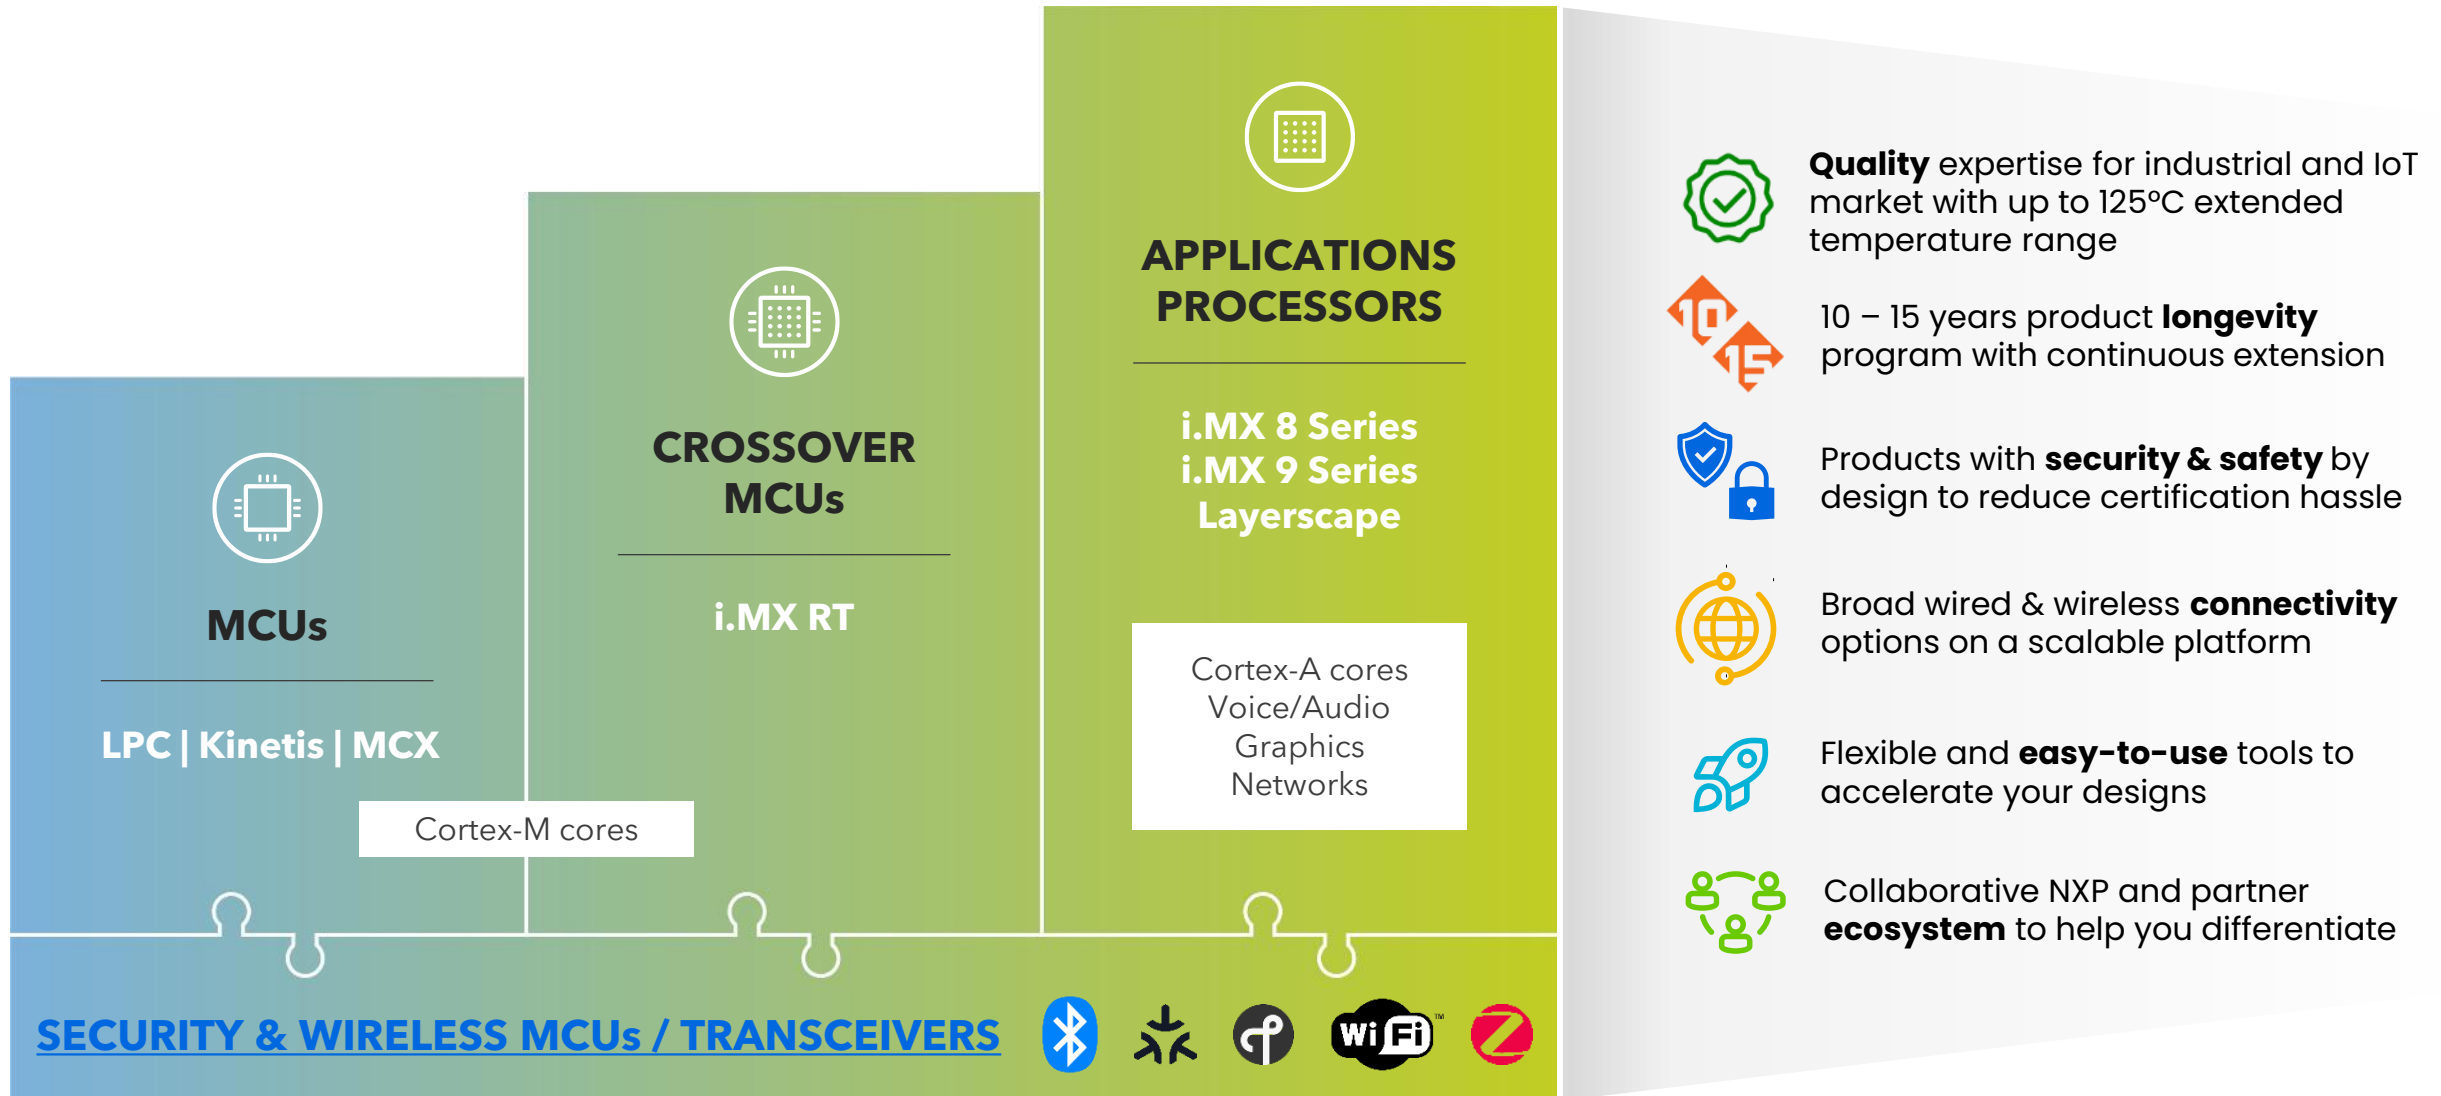 MCUs
LPC | Kinetis | MCX
CROSSOVER
MCUs
i.MX RT
Cortex-M cores
APPLICATIONS
PROCESSORS
i.MX 8 Series
i.MX 9 Series
Layerscape
Cortex-A cores
Voice/Audio
Graphics
Networks
SECURITY & WIRELESS MCUs / TRANSCEIVERS
Wi Fi ™
Quality expertise for industrial and IoT
market with up to 125°C extended
temperature range
10
15
10 – 15 years product longevity
program with continuous extension
Products with security & safety by
design to reduce certification hassle
Broad wired & wireless connectivity
options on a scalable platform
Flexible and easy-to-use tools to
accelerate your designs
Collaborative NXP and partner
ecosystem to help you differentiate